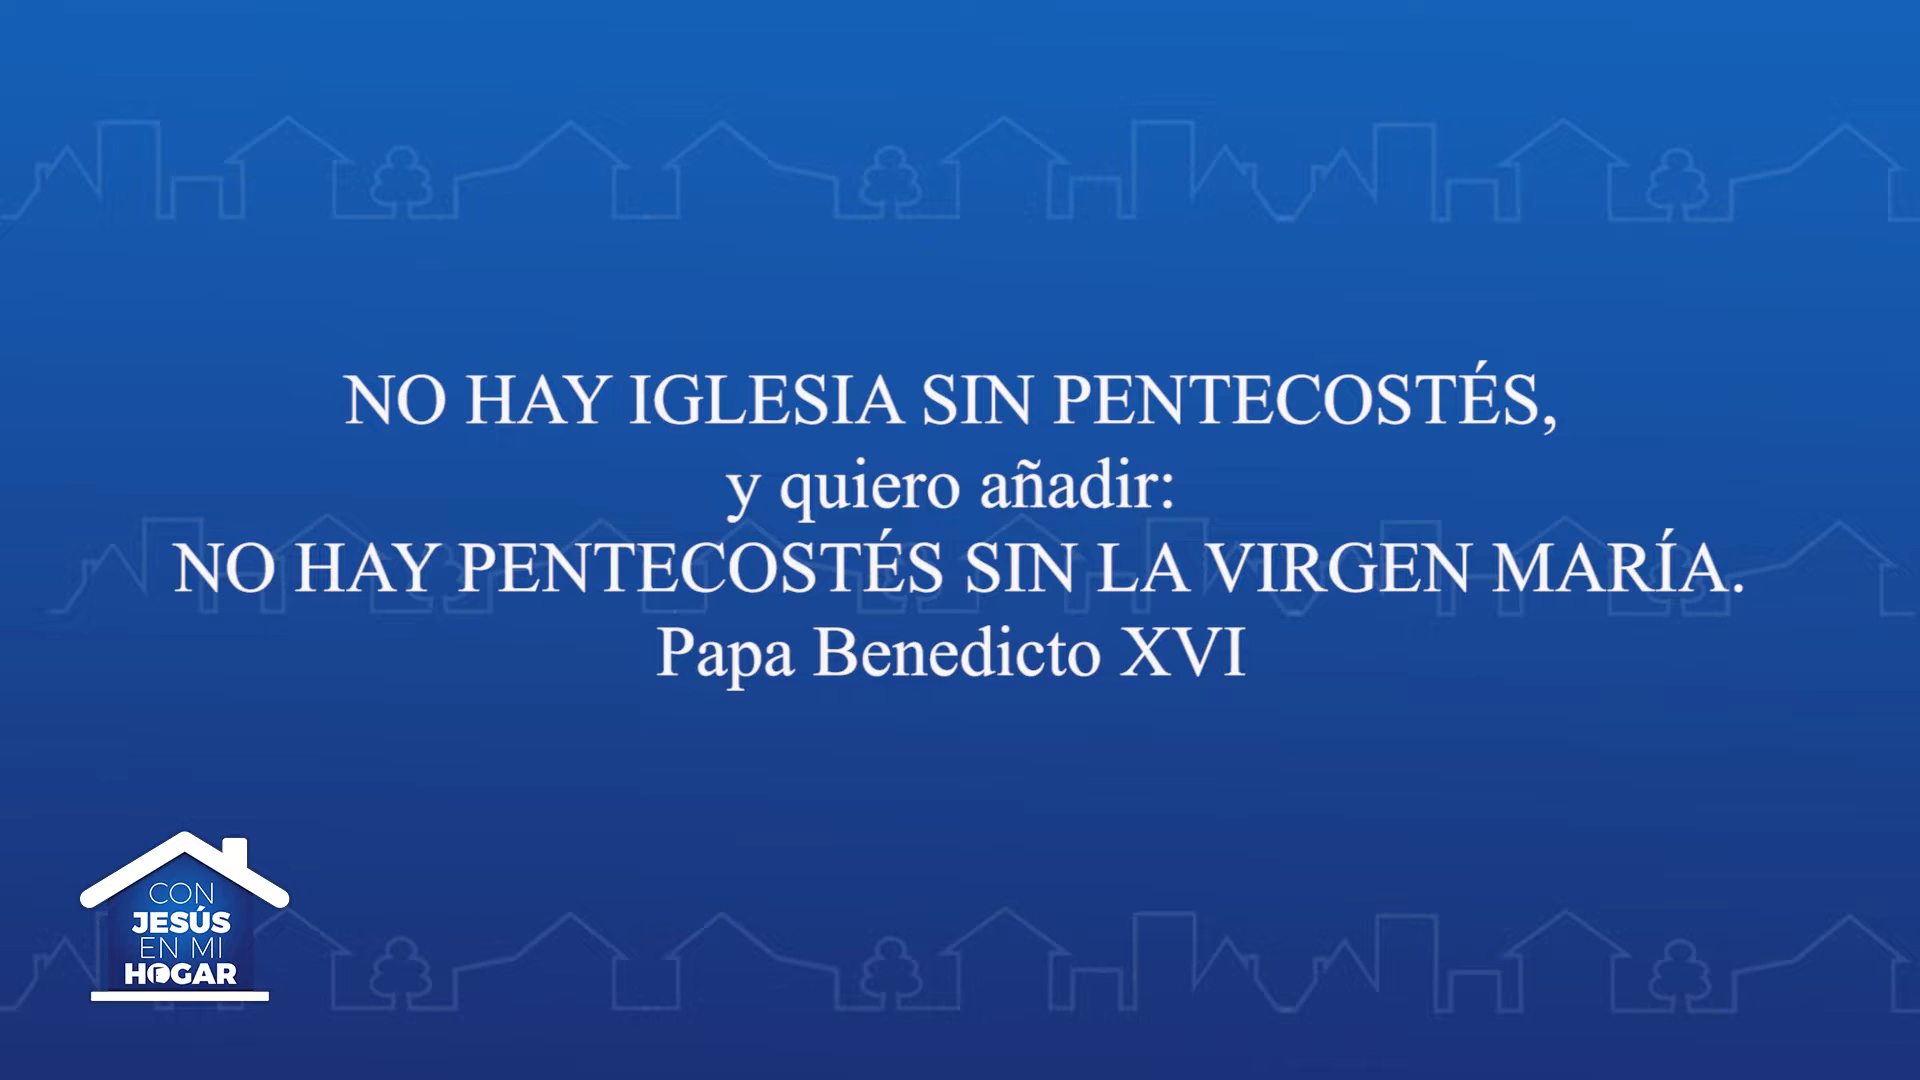 NO HAY IGLESIA SIN PENTECOSTÉS,
y quiero añadir:
NO HAY PENTECOSTÉS SIN LA VIRGEN MARÍA.
Papa Benedicto XVI
CON
JESÚS
EN MI
HOGAR